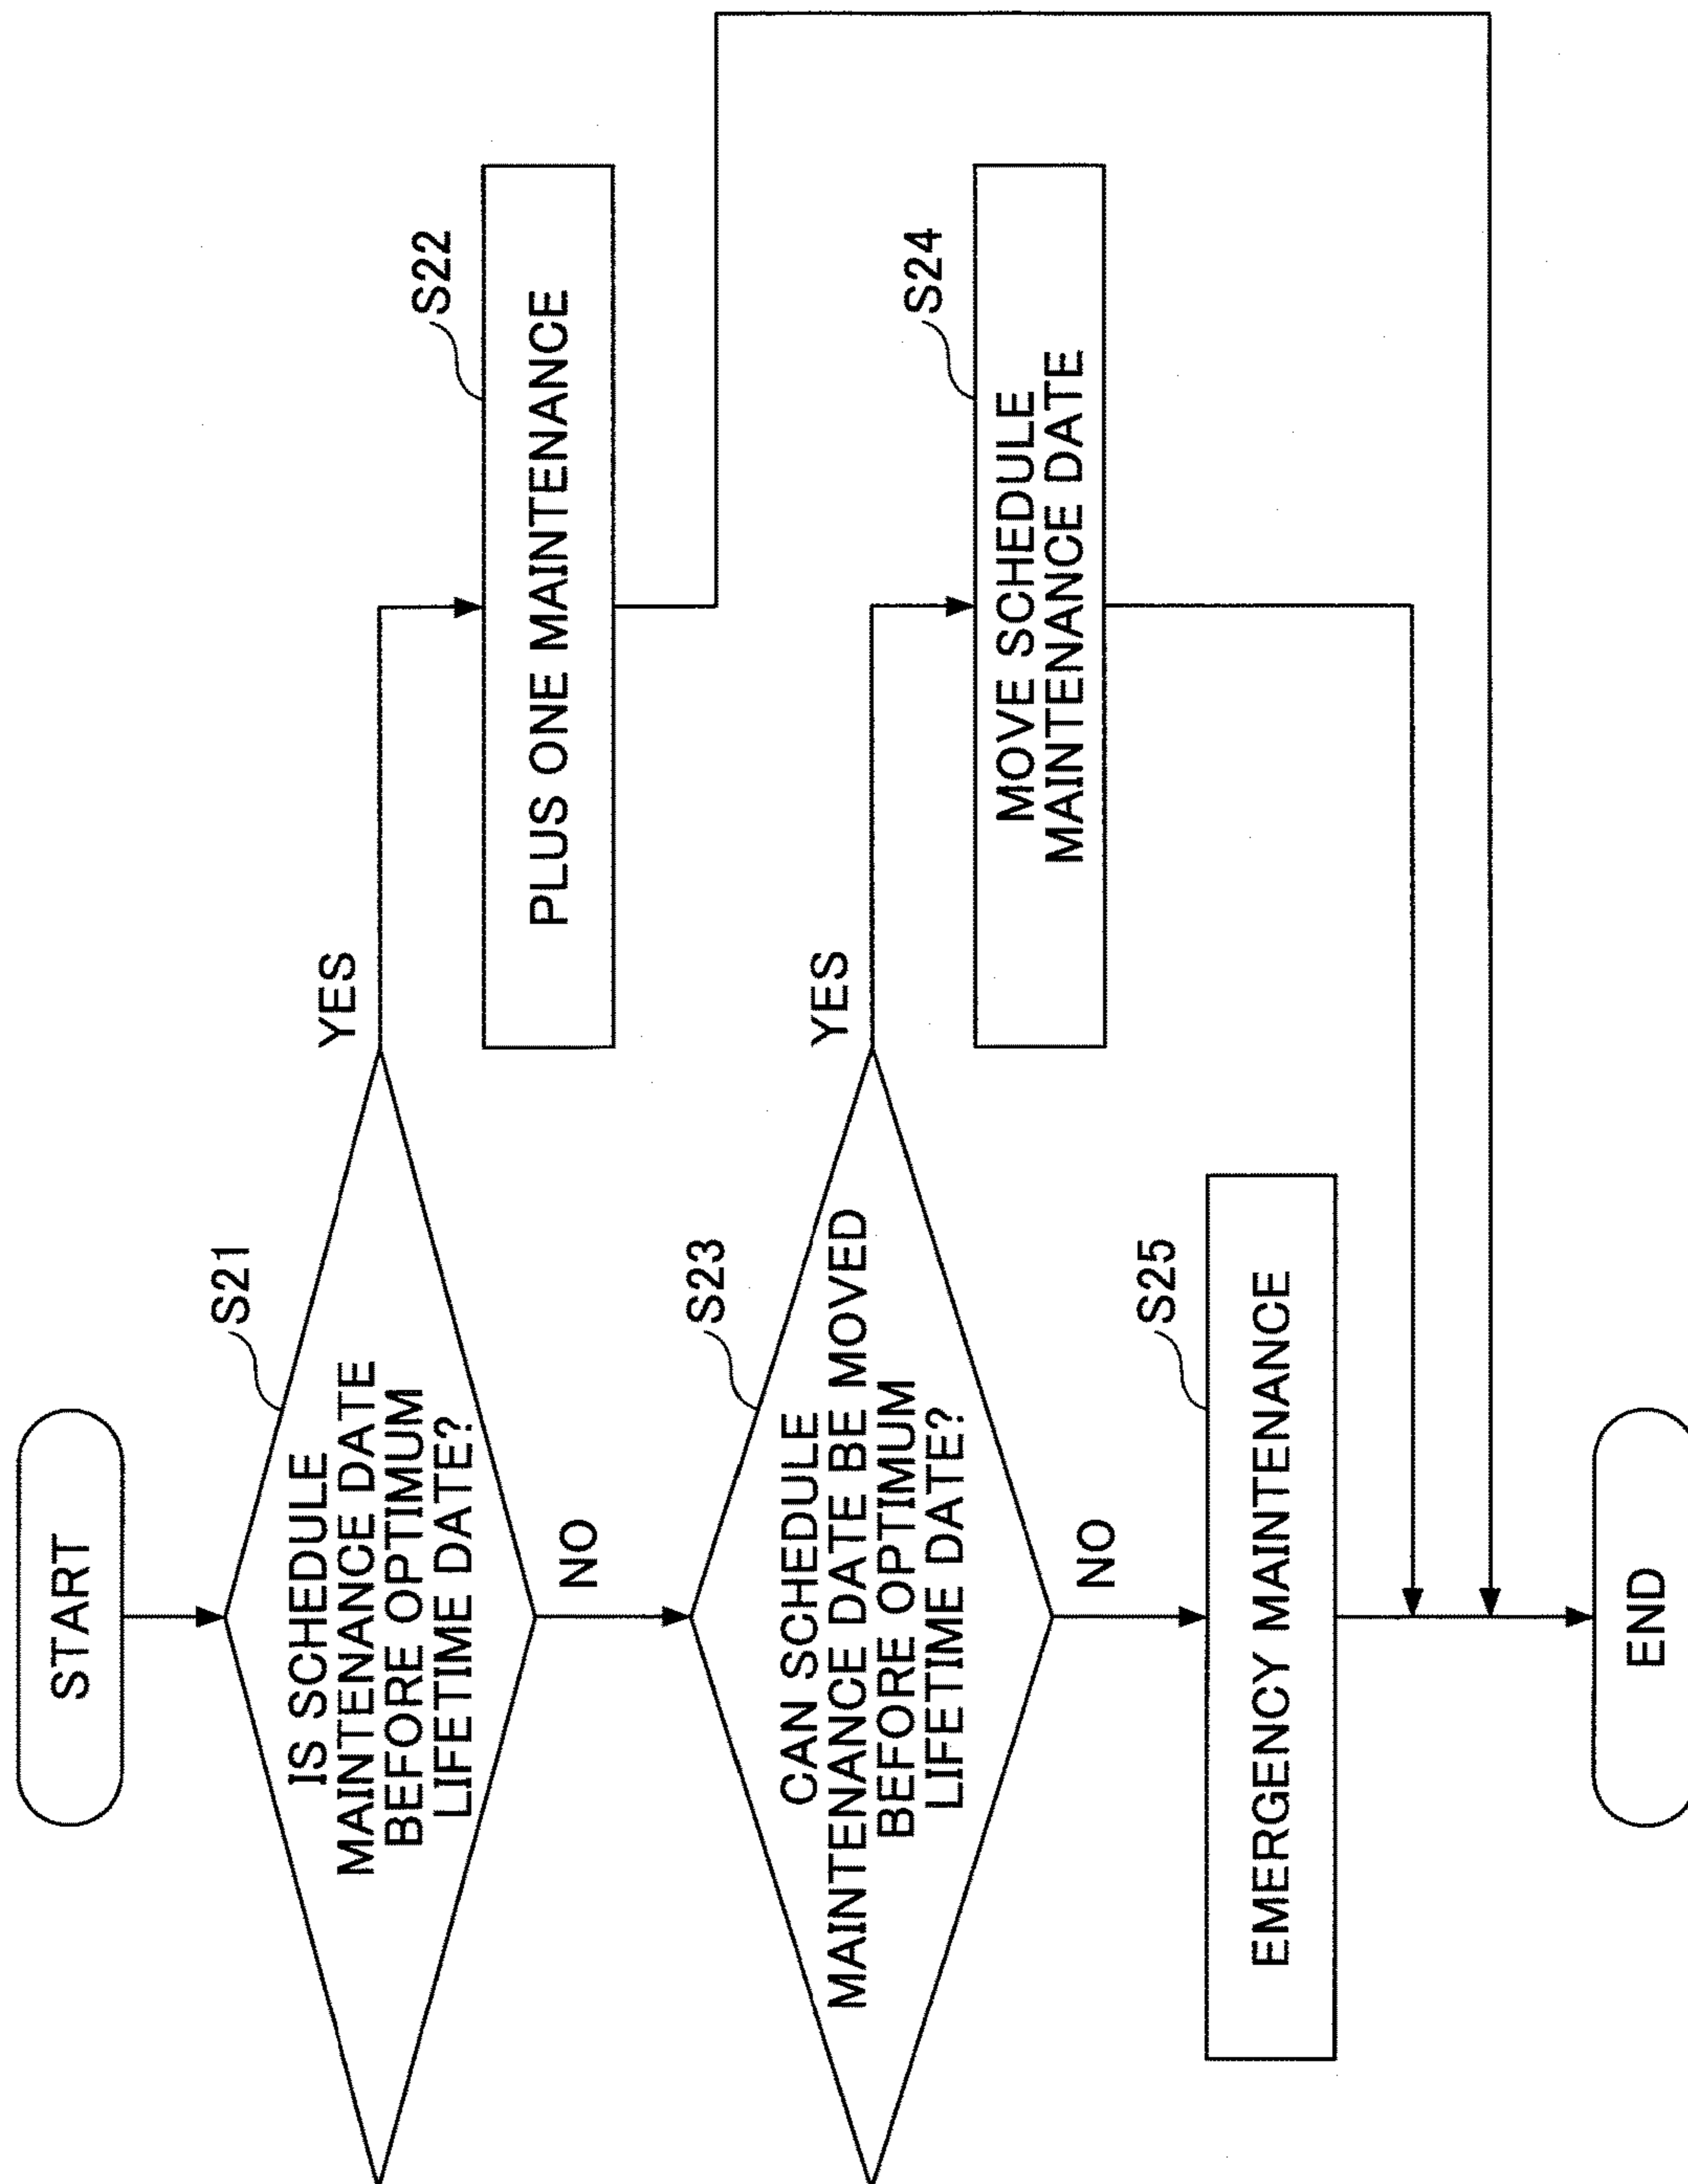 START
S21
IS SCHEDULE
MAINTENANCE DATE
BEFORE OPTIMUM
LIFETIME DATE?
YES
NO
S22
PLUS ONE MAINTENANCE
S23
CAN SCHEDULE
MAINTENANCE DATE BE MOVED
BEFORE OPTIMUM
LIFETIME DATE?
YES
NO
S24
MOVE SCHEDULE
MAINTENANCE DATE
S25
EMERGENCY MAINTENANCE
END